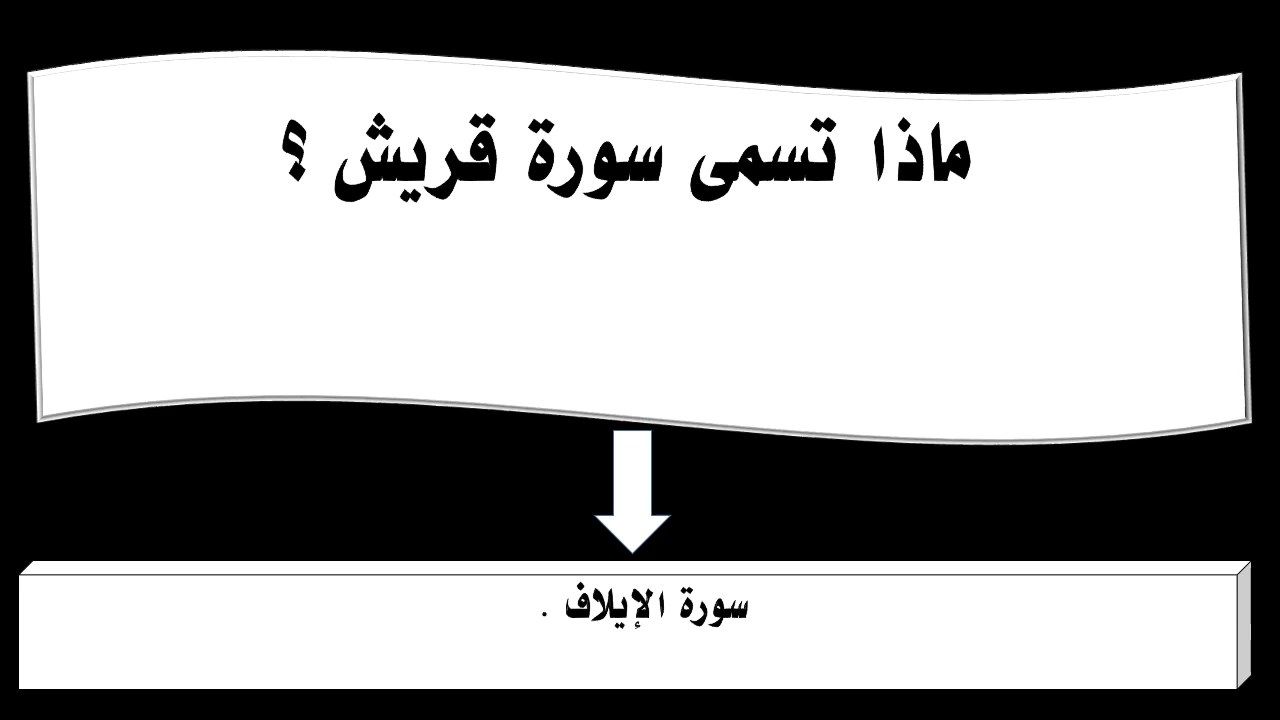 ماذا تسمى سورة قريش ؟
سورة الإيلاف .